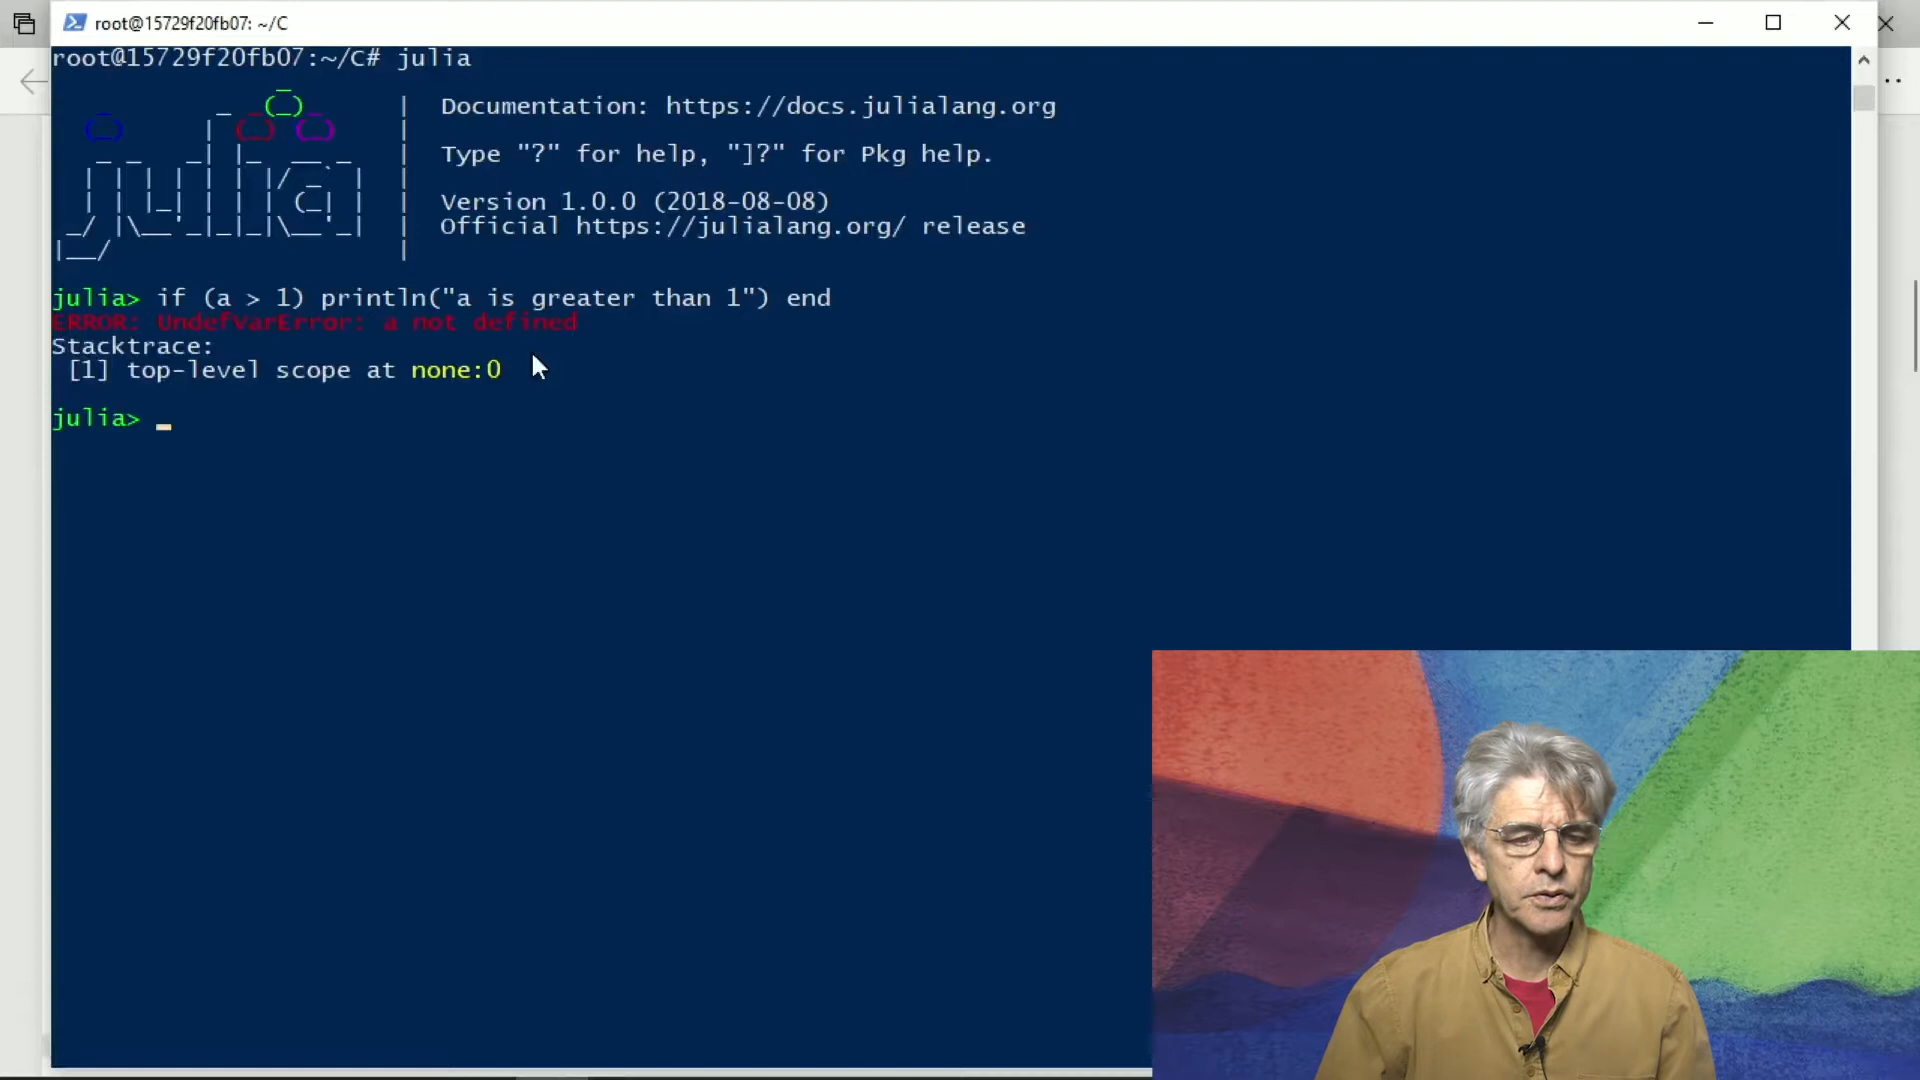 root@15729f20fb07: ~/C
root@15729f20fb07:~/C# julia
Documentation: https://docs.julialang.org
Type "?" for help, "]?" for Pkg help.
Version 1.0.0 (2018-08-08)
Official https://julialang.org/ release
julia> if (a > 1) println("a is greater than 1") end
ERROR: UndefVarError: a not defined
Stacktrace:
[1] top-level scope at none:0
julia>